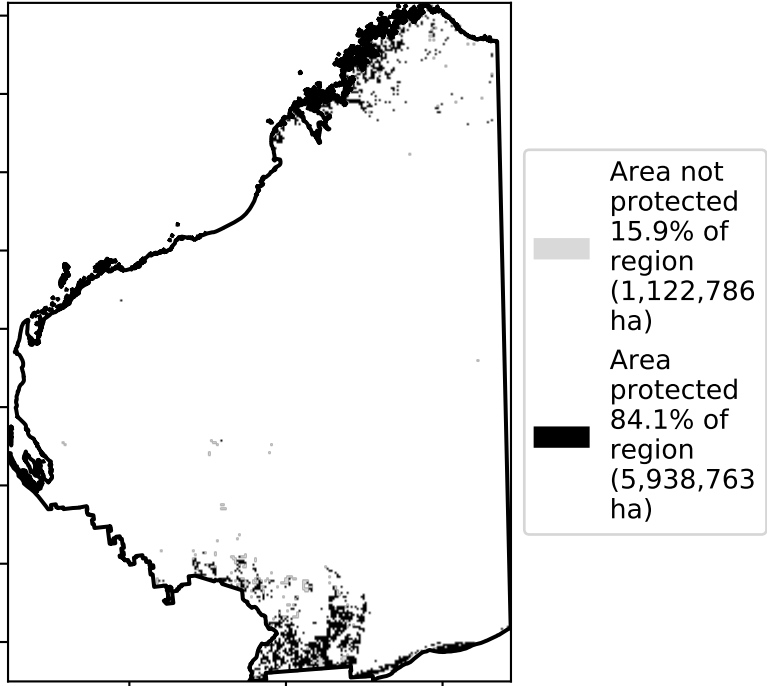 Area not
protected
15.9% of
region
(1,122,786
ha)
Area
protected
84.1% of
region
(5,938,763
ha)